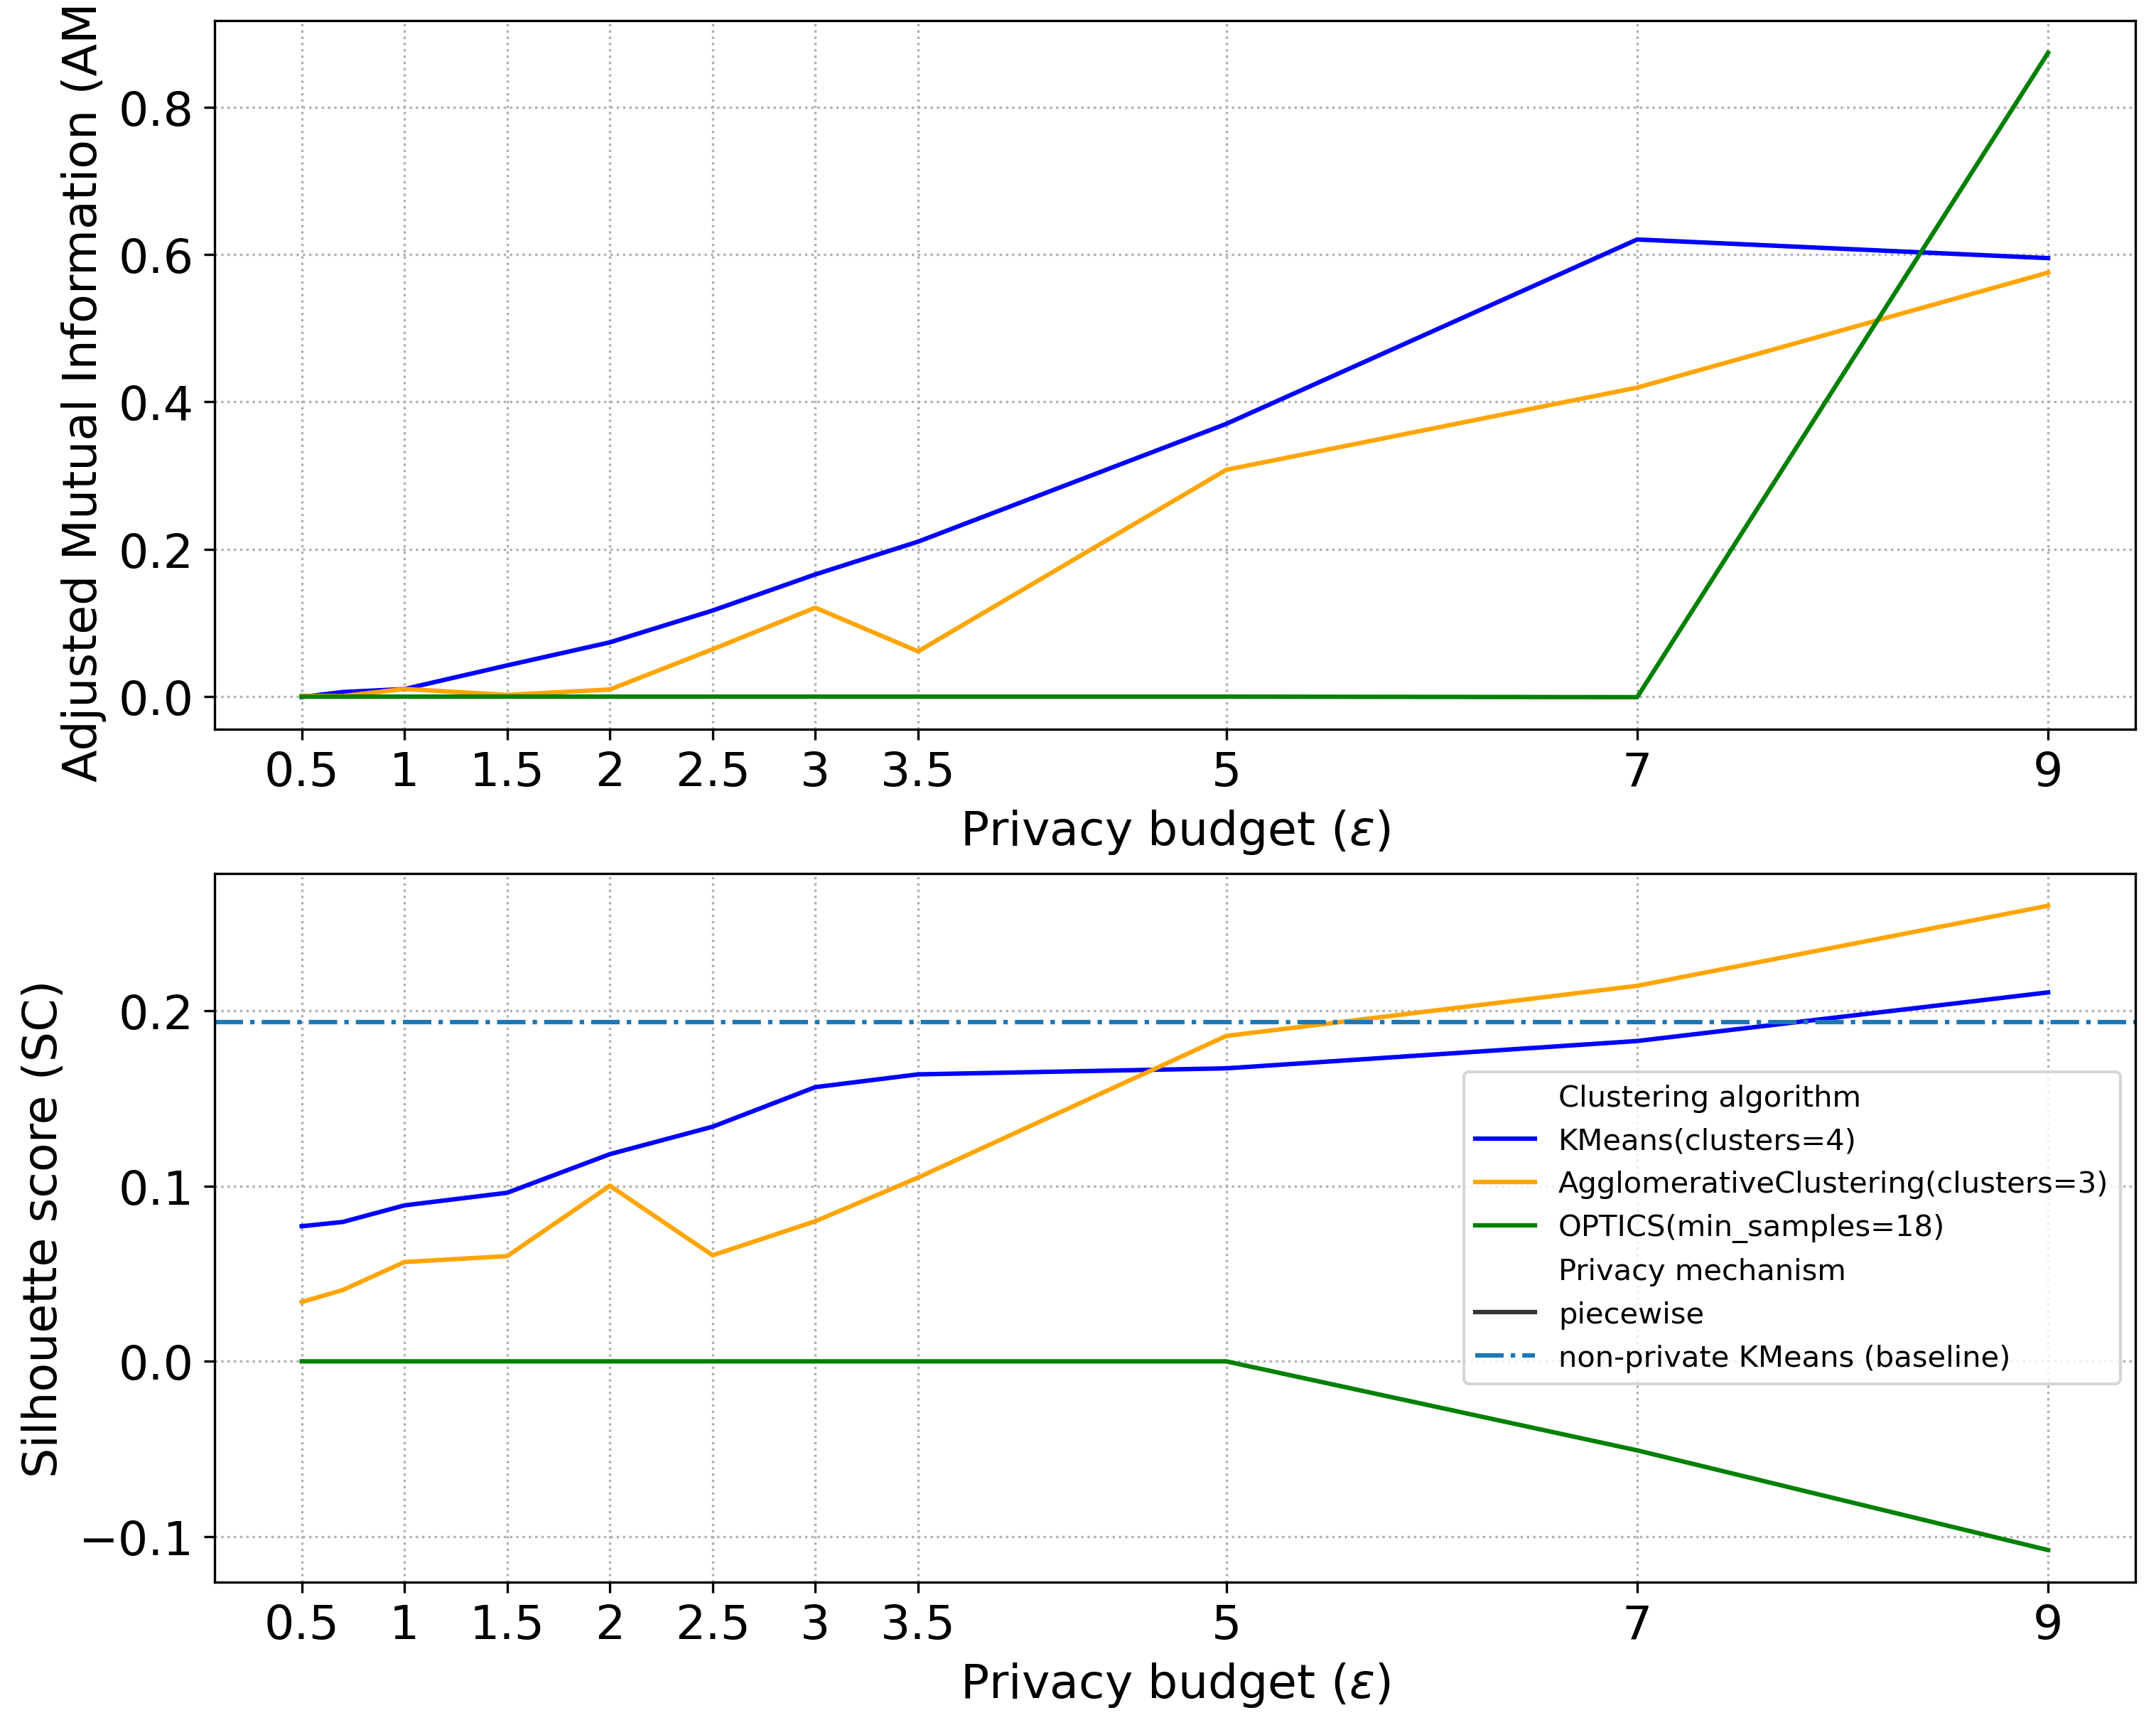 Adjusted Mutual Information (AM
0.8
0.6
0.4
0.2
0.0
0.5 1 1.5 2 2.5 3 3.5 5 7 9
Privacy budget (ε)
Silhouette score (SC)
0.2
0.1
0.0
−0.1
Clustering algorithm
KMeans(clusters=4)
AgglomerativeClustering(clusters=3)
OPTICS(min_samples=18)
Privacy mechanism
piecewise
non-private KMeans (baseline)
0.5 1 1.5 2 2.5 3 3.5 5 7 9
Privacy budget (ε)